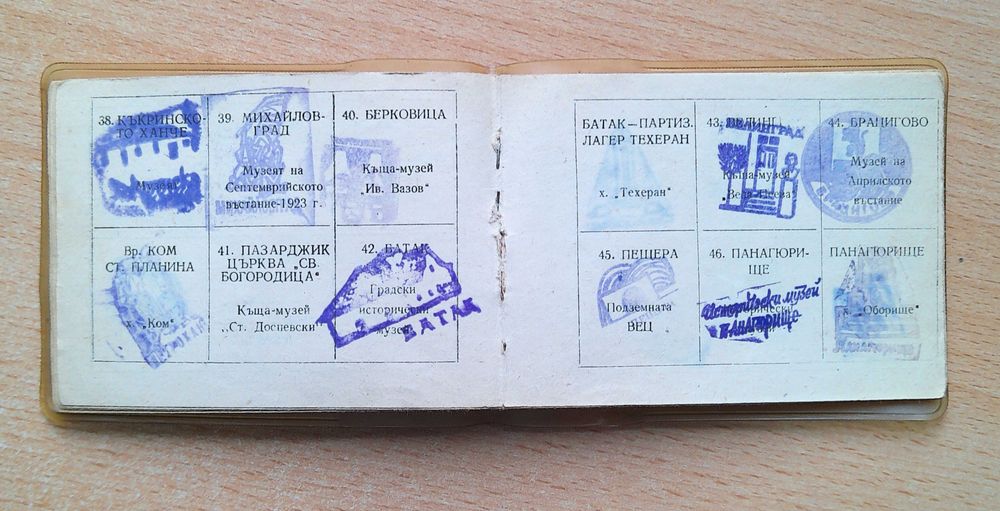 38. КЪКРИНСКО-
ТО ХАНЧЕ
Музеят
39. МИХАЙЛОВ-
ГРАД
Музеят на
Септемврийското
въстание-1923 г.
40. БЕРКОВИЦА
Къща-музей
„Ив. Вазов"
Вр. КОМ
СТ. ПЛАНИНА
х. „Ком"
41. ПАЗАРДЖИК
ЦЪРКВА „СВ.
БОГОРОДИЦА"
Къща-музей
„Ст. Доспевски"
42. БАТАК
Градски
исторически
музей
БАТАК
БАТАК—ПАРТИЗ.
ЛАГЕР ТЕХЕРАН
х. „Техеран"
43. ВЕЛИНГ
ВЕЛИНГРАД
Къща-музей
44. БРАЦИГОВО
Музей на
Априлското
въстание
45. ПЕЩЕРА
Подземната
ВЕЦ
46. ПАНАГЮРИ-
ЩЕ
Исторически музей
Панагюрище
ПАНАГЮРИЩЕ
х. „Оборище"